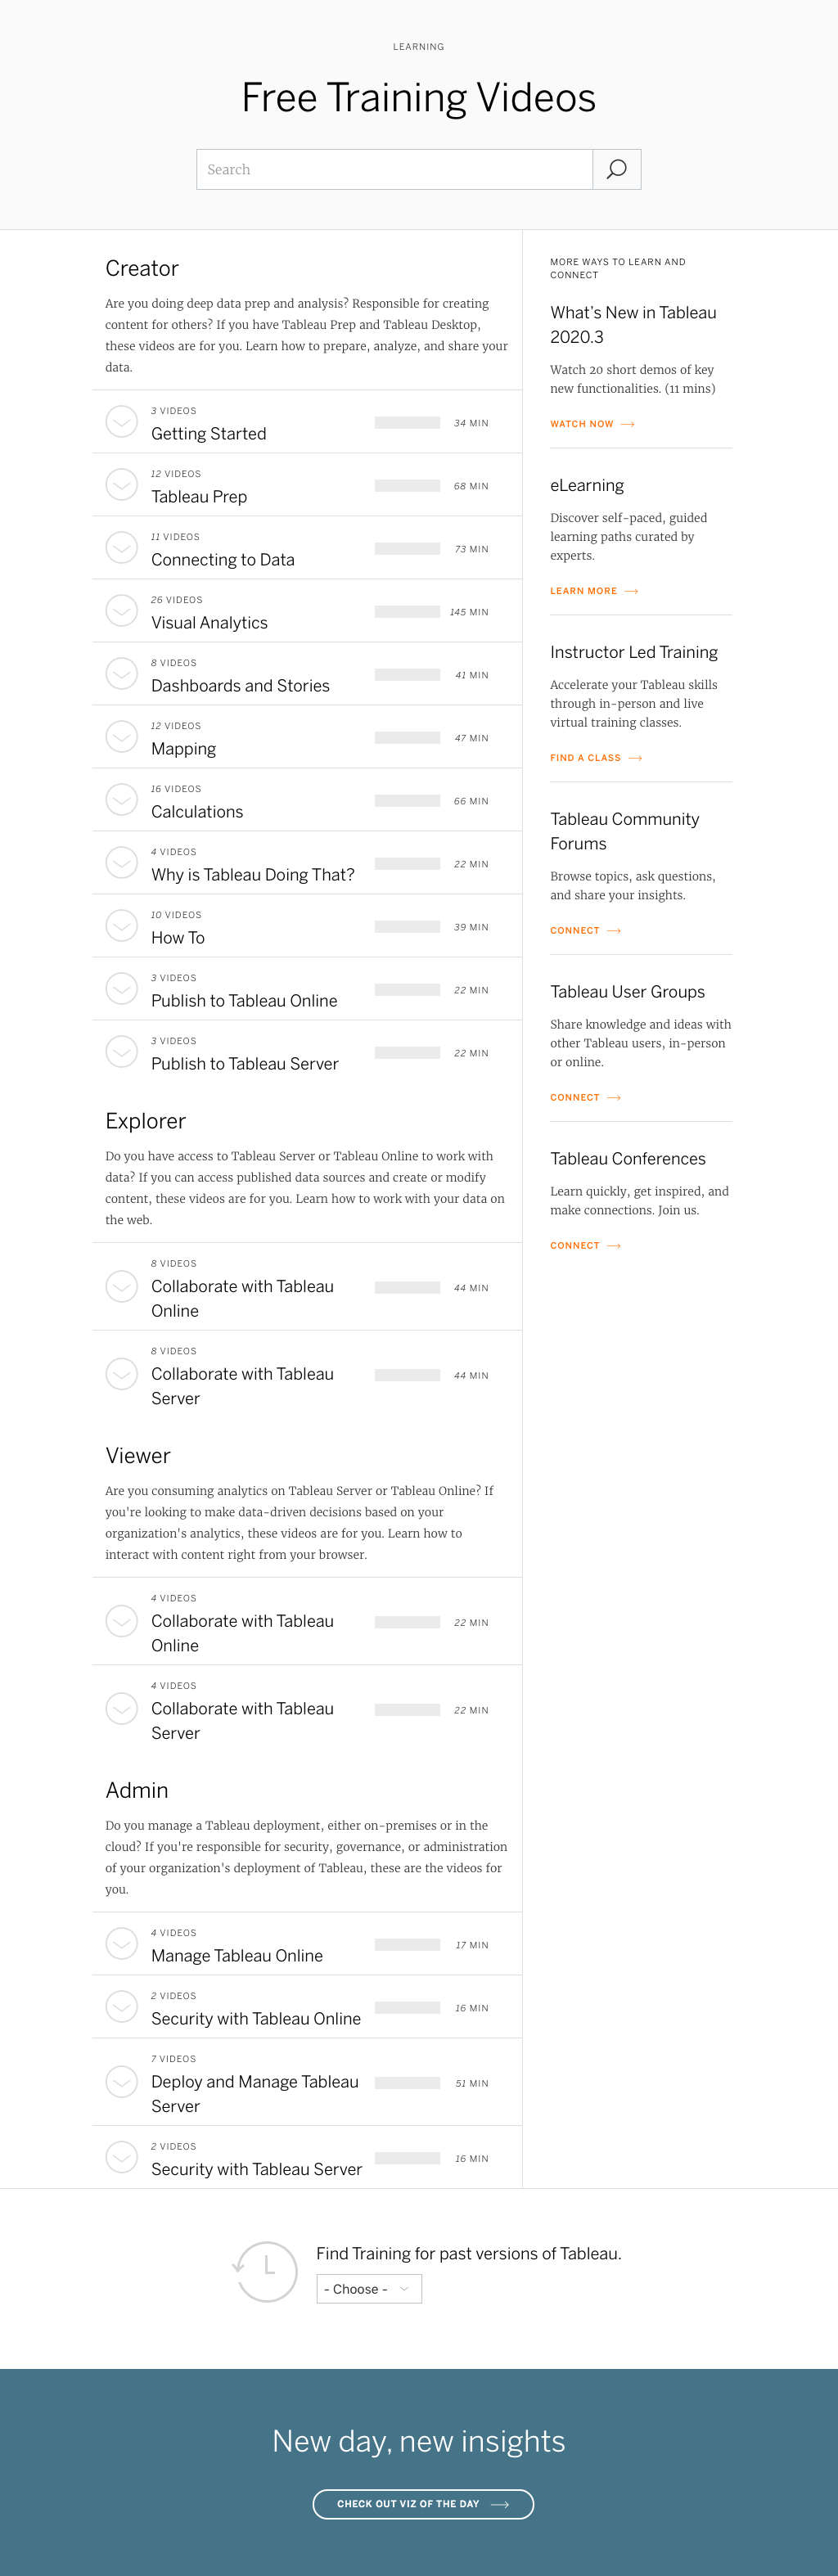 LEARNING
Free Training Videos
Search
Creator
Are you doing deep data prep and analysis? Responsible for creating
content for others? If you have Tableau Prep and Tableau Desktop,
these videos are for you. Learn how to prepare, analyze, and share your
data.
3 VIDEOS
Getting Started
34 MIN
12 VIDEOS
Tableau Prep
68 MIN
11 VIDEOS
Connecting to Data
73 MIN
26 VIDEOS
Visual Analytics
145 MIN
8 VIDEOS
Dashboards and Stories
41 MIN
12 VIDEOS
Mapping
47 MIN
16 VIDEOS
Calculations
66 MIN
4 VIDEOS
Why is Tableau Doing That?
22 MIN
10 VIDEOS
How To
39 MIN
3 VIDEOS
Publish to Tableau Online
22 MIN
3 VIDEOS
Publish to Tableau Server
22 MIN
Explorer
Do you have access to Tableau Server or Tableau Online to work with
data? If you can access published data sources and create or modify
content, these videos are for you. Learn how to work with your data on
the web.
8 VIDEOS
Collaborate with Tableau
Online
44 MIN
8 VIDEOS
Collaborate with Tableau
Server
44 MIN
Viewer
Are you consuming analytics on Tableau Server or Tableau Online? If
you're looking to make data-driven decisions based on your
organization's analytics, these videos are for you. Learn how to
interact with content right from your browser.
4 VIDEOS
Collaborate with Tableau
Online
22 MIN
4 VIDEOS
Collaborate with Tableau
Server
22 MIN
Admin
Do you manage a Tableau deployment, either on-premises or in the
cloud? If you're responsible for security, governance, or administration
of your organization's deployment of Tableau, these are the videos for
you.
4 VIDEOS
Manage Tableau Online
17 MIN
2 VIDEOS
Security with Tableau Online
16 MIN
7 VIDEOS
Deploy and Manage Tableau
Server
51 MIN
2 VIDEOS
Security with Tableau Server
16 MIN
MORE WAYS TO LEARN AND
CONNECT
What's New in Tableau
2020.3
Watch 20 short demos of key
new functionalities. (11 mins)
WATCH NOW
eLearning
Discover self-paced, guided
learning paths curated by
experts.
LEARN MORE
Instructor Led Training
Accelerate your Tableau skills
through in-person and live
virtual training classes.
FIND A CLASS
Tableau Community
Forums
Browse topics, ask questions,
and share your insights.
CONNECT
Tableau User Groups
Share knowledge and ideas with
other Tableau users, in-person
or online.
CONNECT
Tableau Conferences
Learn quickly, get inspired, and
make connections. Join us.
CONNECT
Find Training for past versions of Tableau.
- Choose -
New day, new insights
CHECK OUT VIZ OF THE DAY